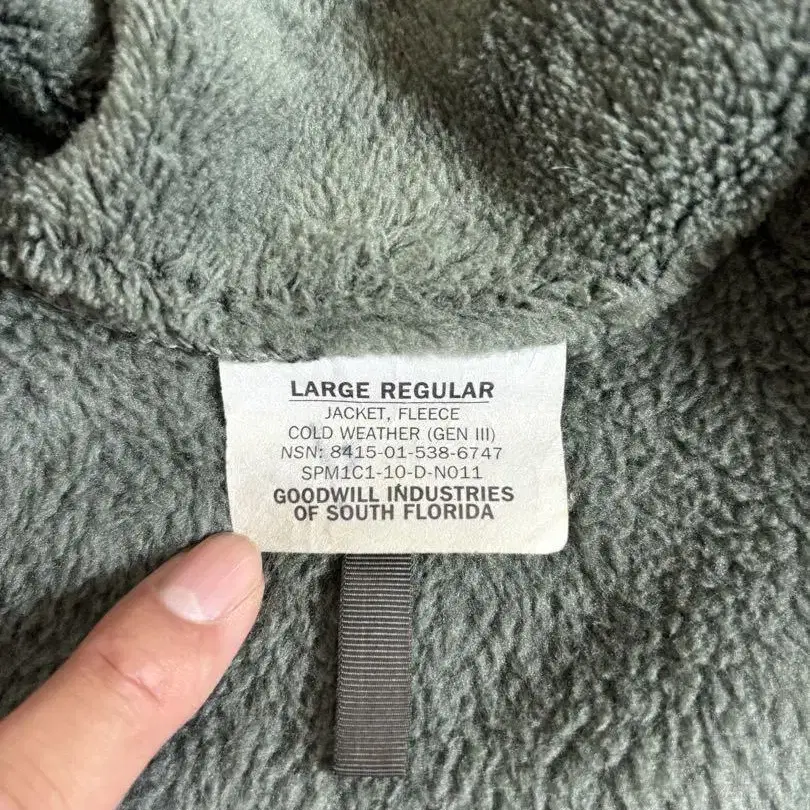 LARGE REGULAR
JACKET, FLEECE
COLD WEATHER (GEN III)
NSN: 8415-01-538-6747
SPM1C1-10-D-N011
GOODWILL INDUSTRIES
OF SOUTH FLORIDA